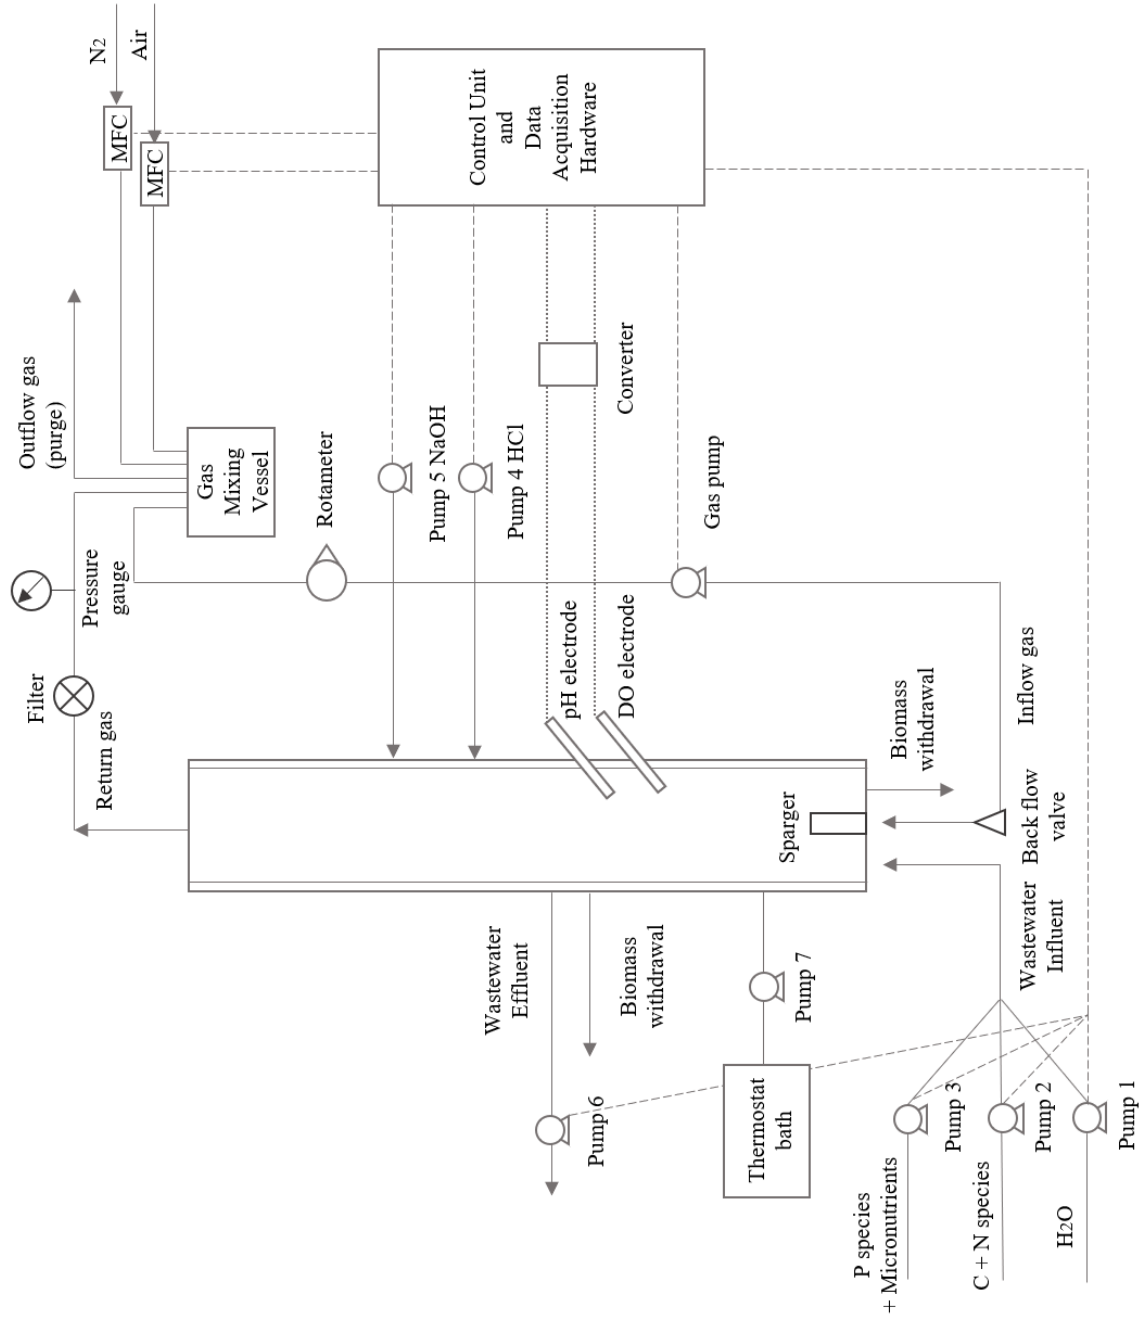 N2
Air
MFC
MFC
Control Unit
and
Data
Acquisition
Hardware
Outflow gas
(purge)
Gas
Mixing
Vessel
Rotameter
Pump 5 NaOH
Pump 4 HCl
Converter
Gas pump
Pressure
gauge
Filter
Return gas
pH electrode
DO electrode
Inflow gas
Biomass
withdrawal
Sparger
Back flow
valve
Wastewater
Effluent
Biomass
withdrawal
Pump 7
Wastewater
Influent
Pump 6
Thermostat
bath
Pump 3
Pump 2
Pump 1
P species
+ Micronutrients
C + N species
H2O